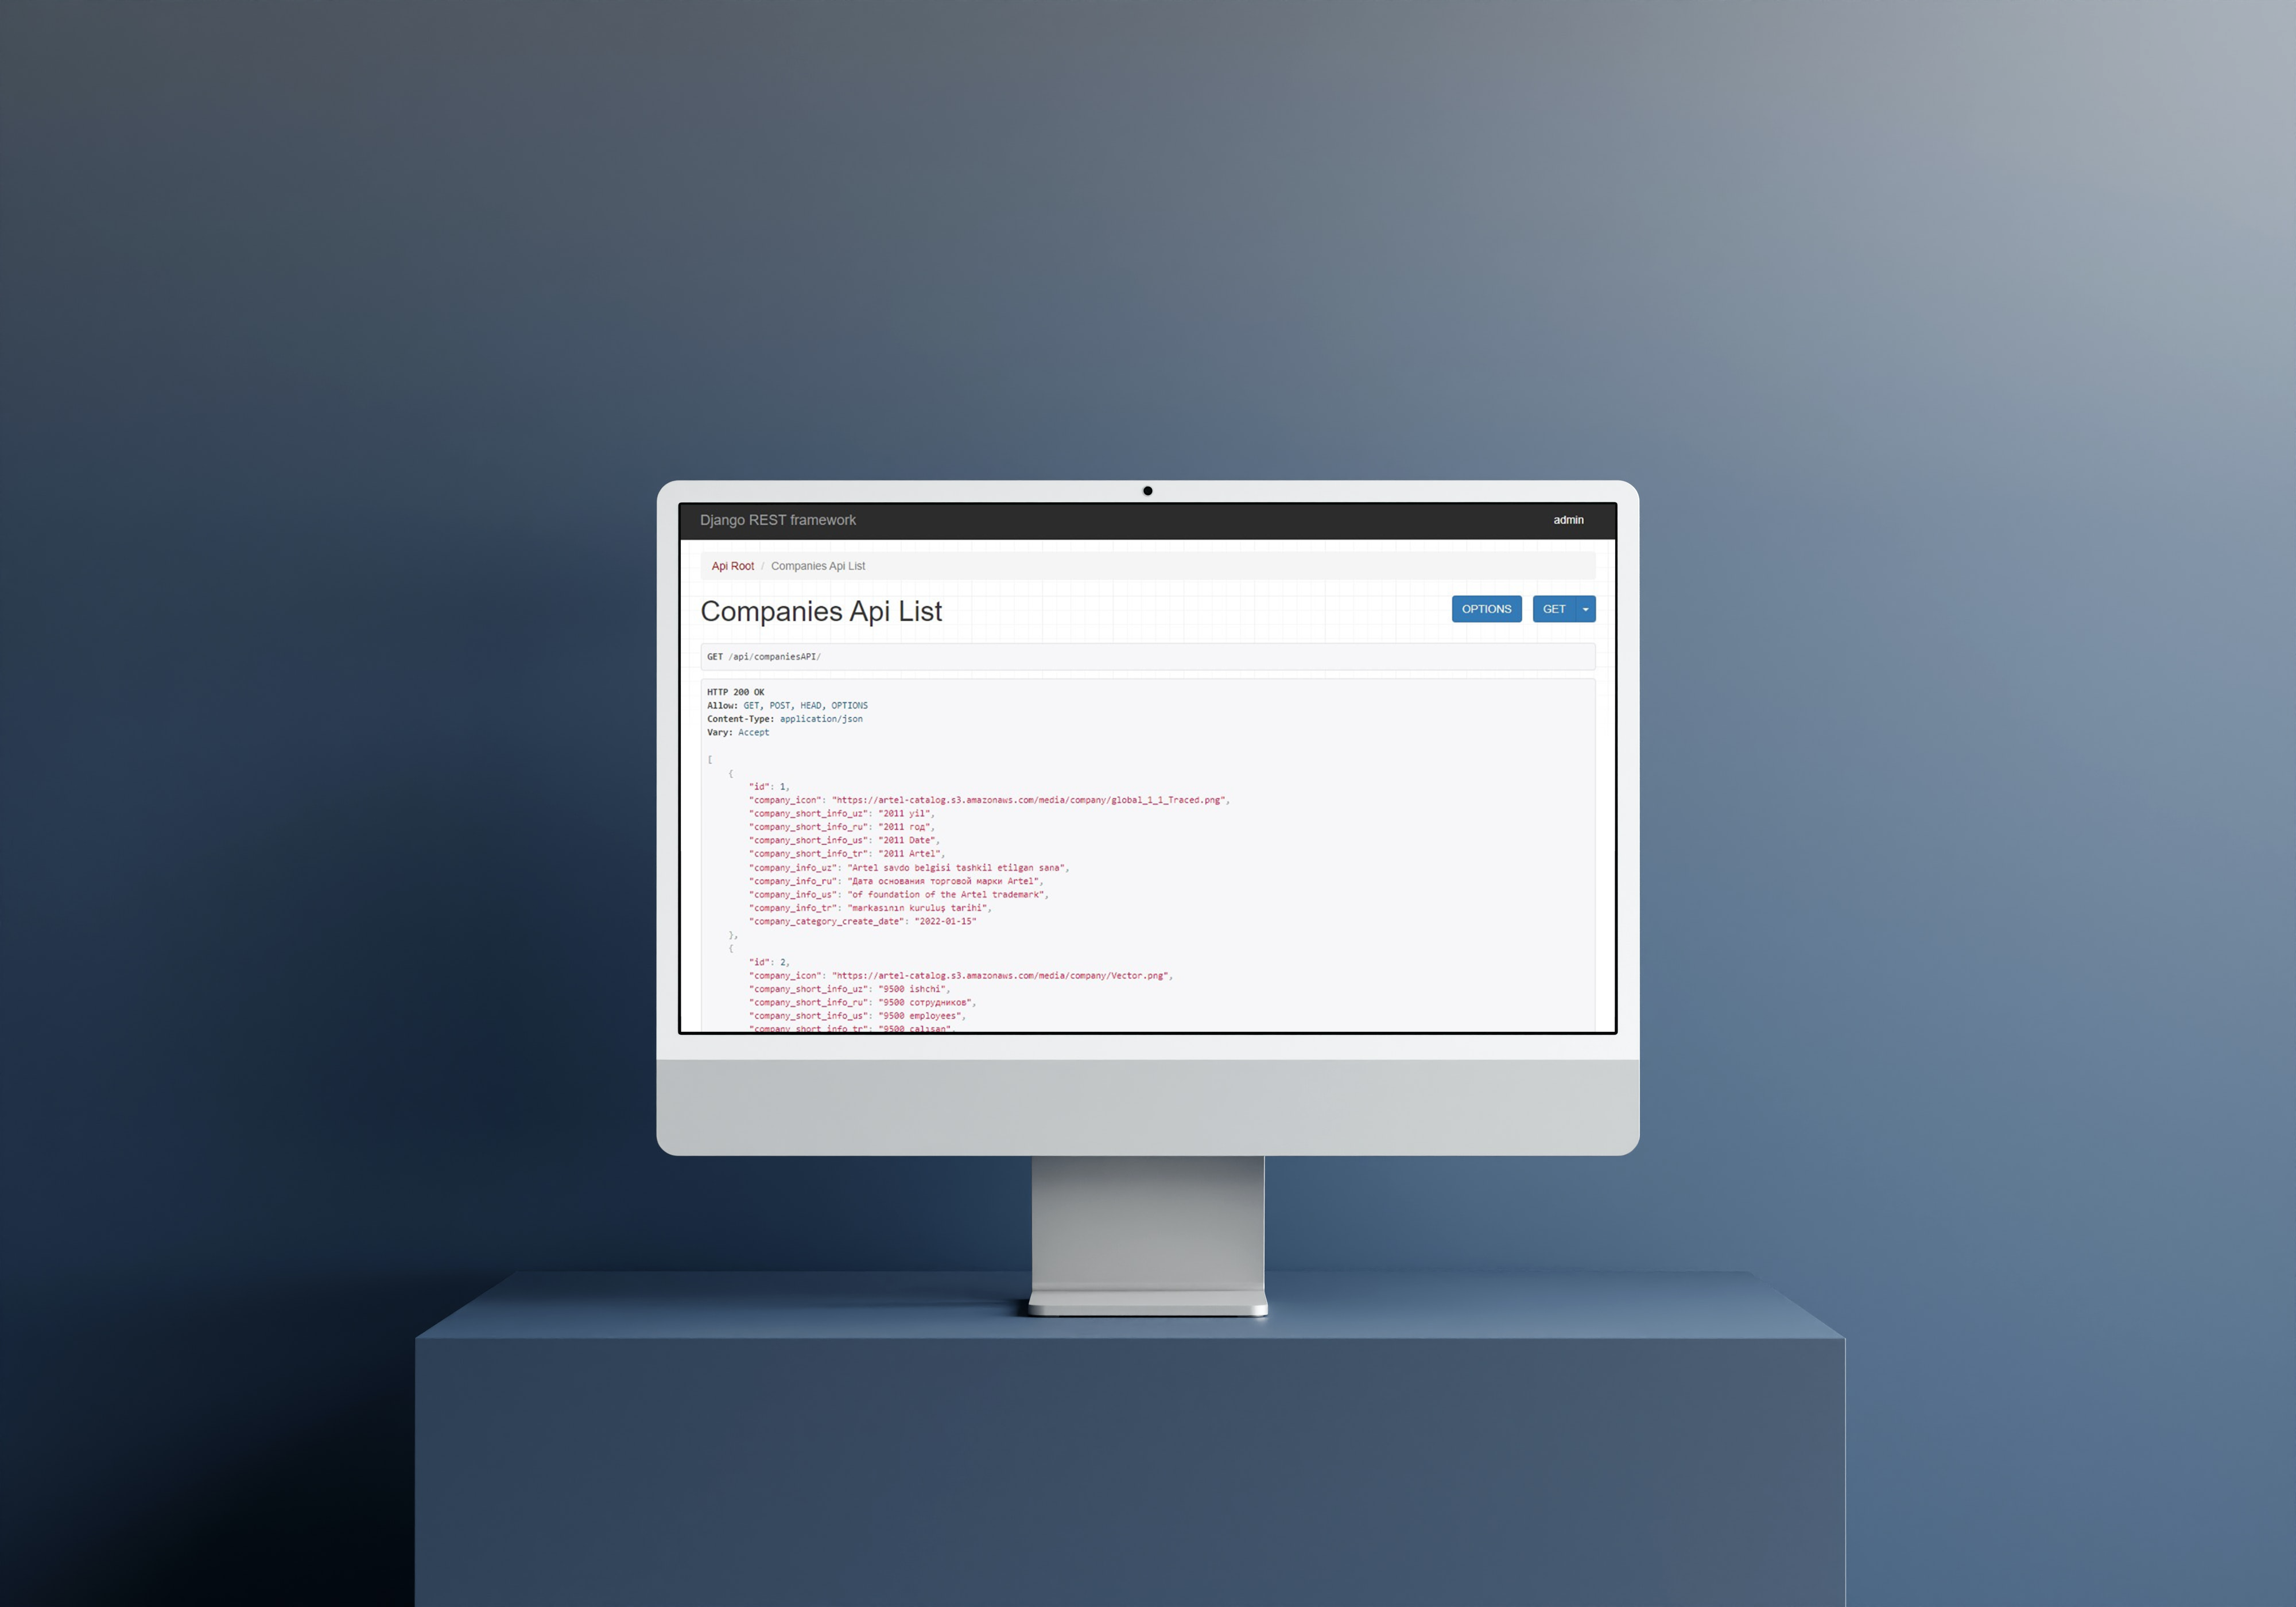 Django REST framework admin
Api Root / Companies Api List
Companies Api List OPTIONS GET
GET /api/companiesAPI/
HTTP 200 OK
Allow: GET, POST, HEAD, OPTIONS
Content-Type: application/json
Vary: Accept
[
{
"id": 1,
"company_icon": "https://artel-catalog.s3.amazonaws.com/media/company/global_1_1_Traced.png",
"company_short_info_uz": "2011 yil",
"company_short_info_ru": "2011 год",
"company_short_info_us": "2011 Date",
"company_short_info_tr": "2011 Artel",
"company_info_uz": "Artel savdo belgisi tashkil etilgan sana",
"company_info_ru": "Дата основания торговой марки Artel",
"company_info_us": "of foundation of the Artel trademark",
"company_info_tr": "markasının kuruluş tarihi",
"company_category_create_date": "2022-01-15"
},
{
"id": 2,
"company_icon": "https://artel-catalog.s3.amazonaws.com/media/company/Vector.png",
"company_short_info_uz": "9500 ishchi",
"company_short_info_ru": "9500 сотрудников",
"company_short_info_us": "9500 employees",
"company_short_info_tr": "9500 çalışan",